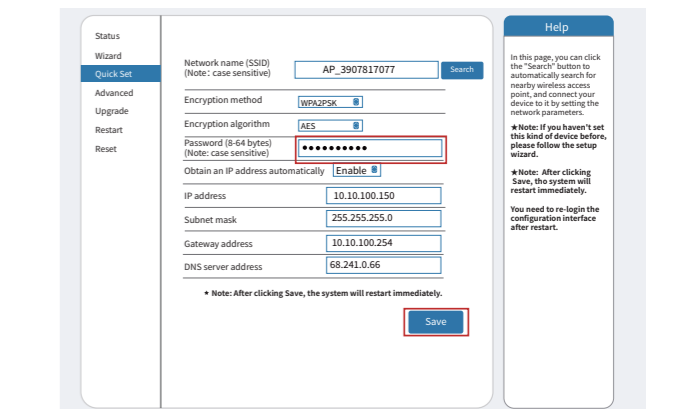 Status
Wizard
Quick Set
Advanced
Upgrade
Restart
Reset
Network name (SSID)
(Note: case sensitive)
AP_3907817077
Search
Encryption method
WPA2PSK
Encryption algorithm
AES
Password (8-64 bytes)
(Note: case sensitive)
••••••••••
Obtain an IP address automatically
Enable
IP address
10.10.100.150
Subnet mask
255.255.255.0
Gateway address
10.10.100.254
DNS server address
68.241.0.66
★ Note: After clicking Save, the system will restart immediately.
Save
Help
In this page, you can click
the "Search" button to
automatically search for
nearby wireless access
point, and connect your
device to it by setting the
network parameters.
★Note: If you haven't set
this kind of device before,
please follow the setup
wizard.
★Note: After clicking
Save, tho system will
restart immediately.
You need to re-login the
configuration interface
after restart.